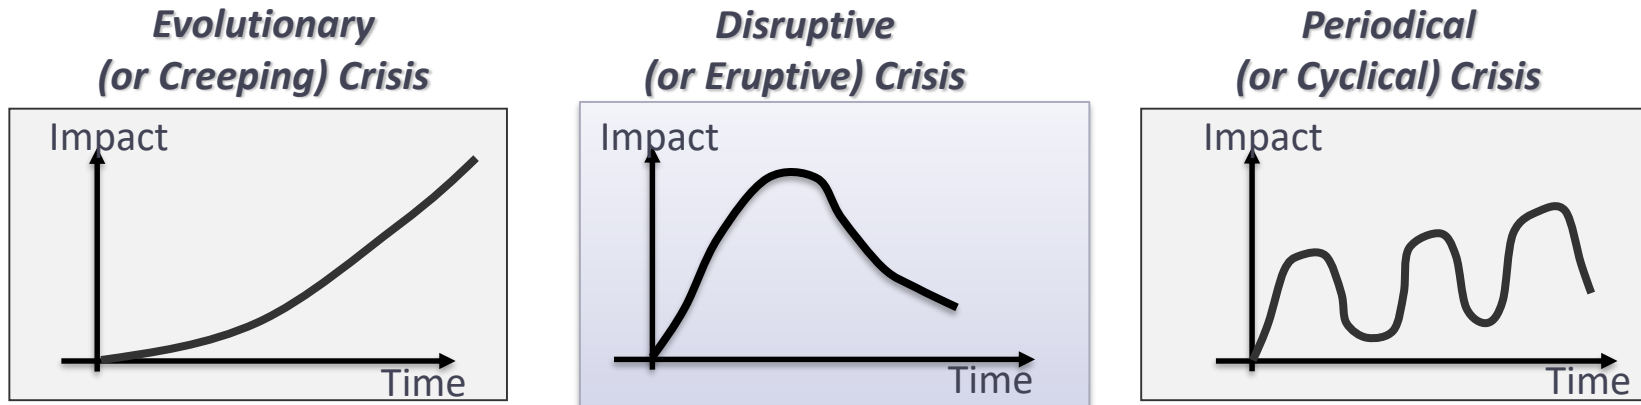 Evolutionary
(or Creeping) Crisis
Impact
Time
Disruptive
(or Eruptive) Crisis
Impact
Time
Periodical
(or Cyclical) Crisis
Impact
Time